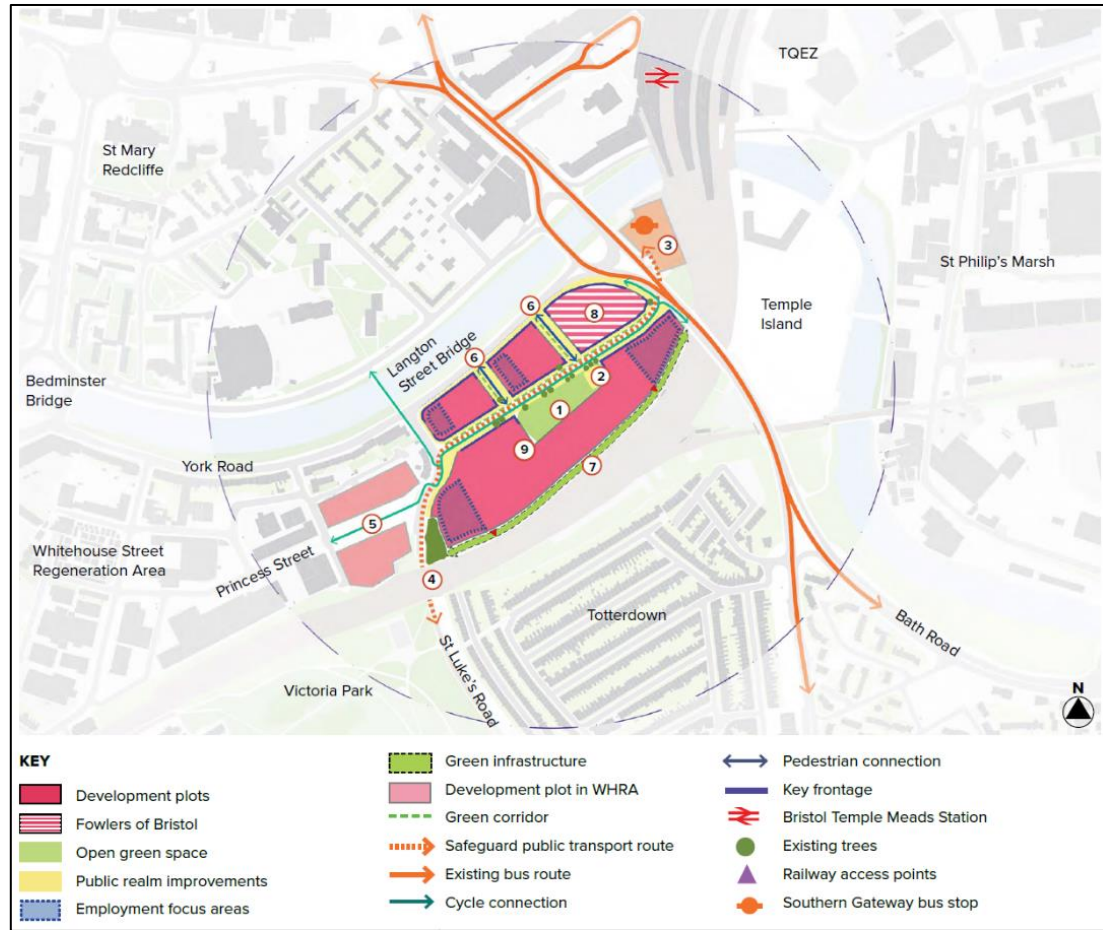 TQEZ
St Mary
Redcliffe
3
St Philip's Marsh
Temple
Island
6
8
Langton
Street Bridge
6
2
Bedminster
Bridge
1
9
7
York Road
5
Whitehouse Street
Regeneration Area
Princess Street
4
Totterdown
Bath Road
St Luke's Road
Victoria Park
N
KEY
Development plots
Fowlers of Bristol
Open green space
Public realm improvements
Employment focus areas
Green infrastructure
Development plot in WHRA
Green corridor
Safeguard public transport route
Existing bus route
Cycle connection
Pedestrian connection
Key frontage
Bristol Temple Meads Station
Existing trees
Railway access points
Southern Gateway bus stop